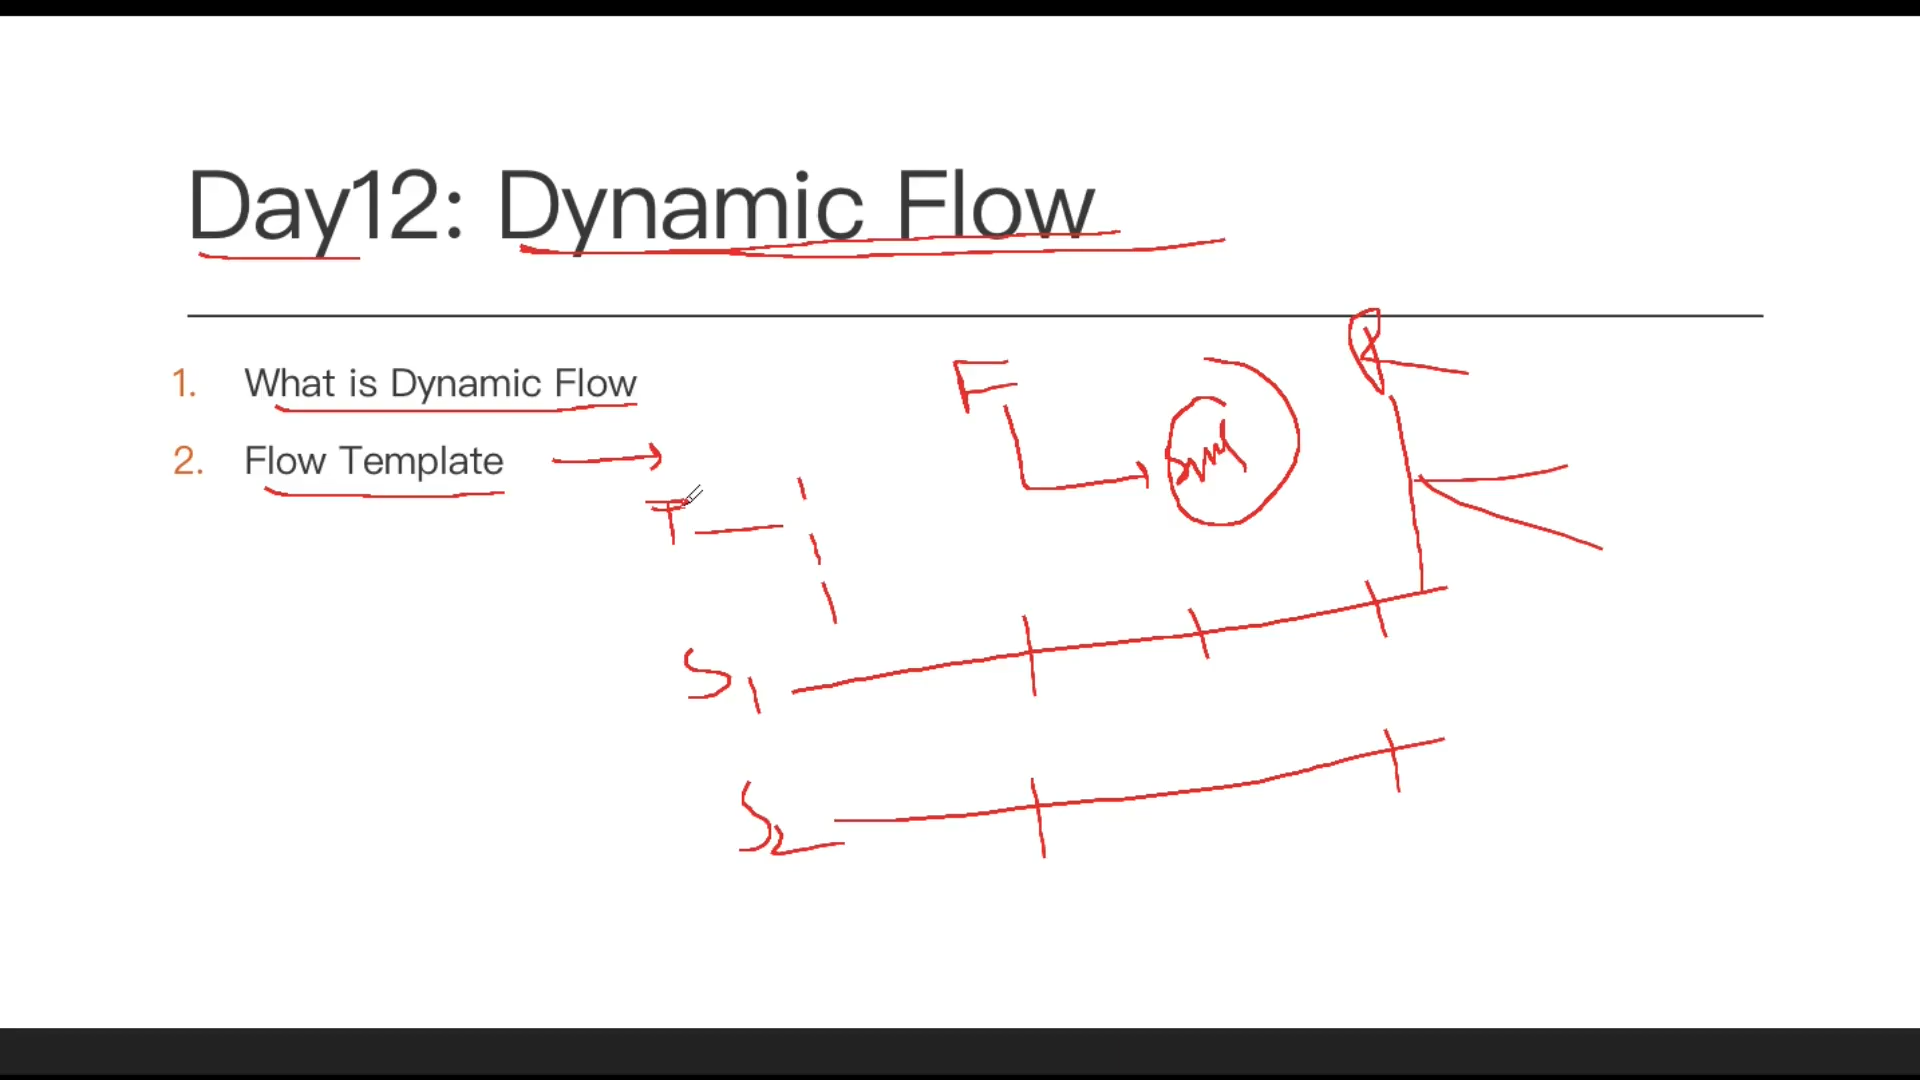 Day12: Dynamic Flow
1. What is Dynamic Flow
2. Flow Template
F
T
S1
S2